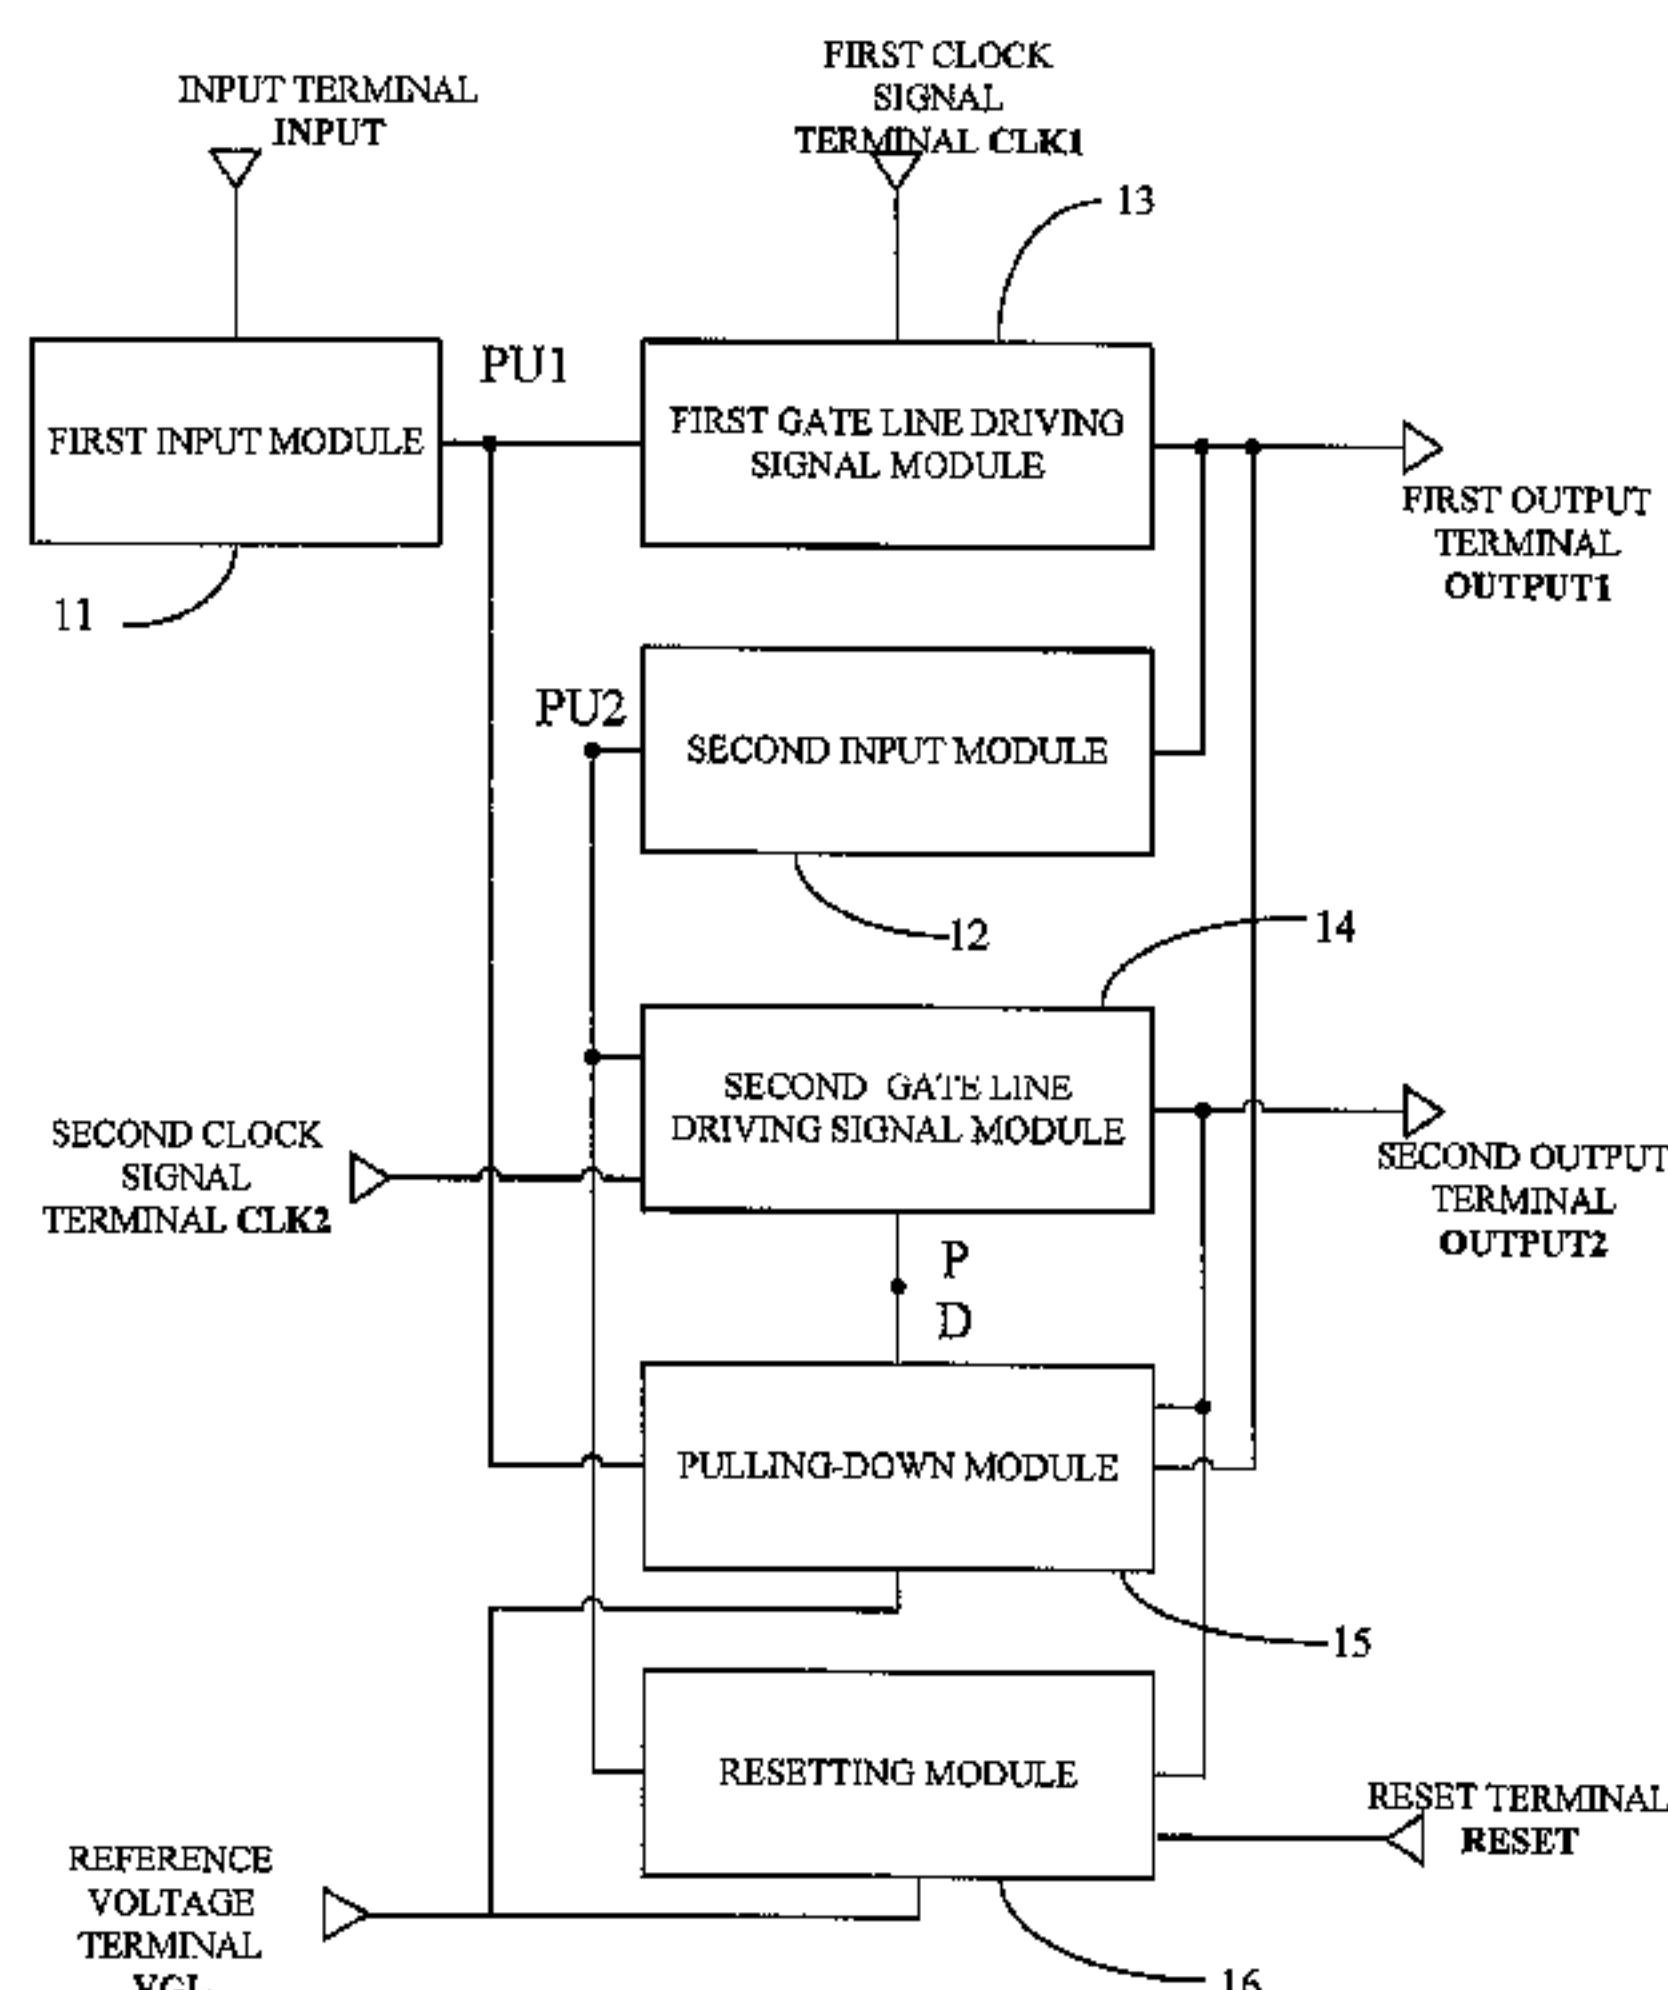 INPUT TERMINAL
INPUT
FIRST CLOCK
SIGNAL
TERMINAL CLK1
13
PU1
FIRST INPUT MODULE
FIRST GATE LINE DRIVING
SIGNAL MODULE
FIRST OUTPUT
TERMINAL
OUTPUT1
11
PU2
SECOND INPUT MODULE
12
14
SECOND GATE LINE
DRIVING SIGNAL MODULE
SECOND CLOCK
SIGNAL
TERMINAL CLK2
SECOND OUTPUT
TERMINAL
OUTPUT2
P
D
PULLING-DOWN MODULE
15
RESETTING MODULE
RESET TERMINAL
RESET
REFERENCE
VOLTAGE
TERMINAL
VGL
16